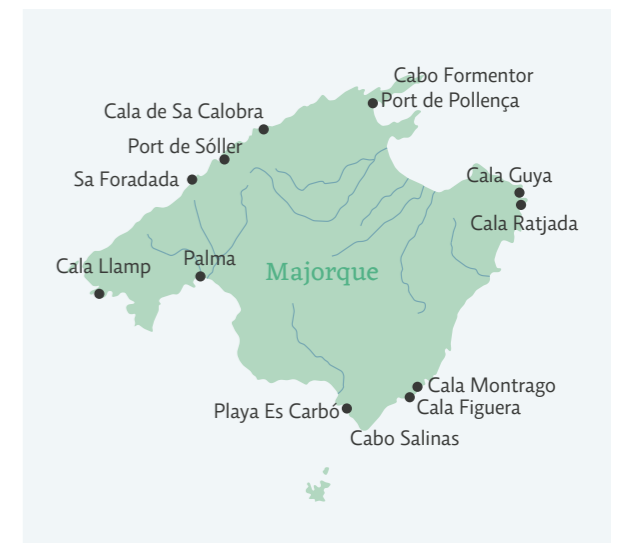 Cabo Formentor
Port de Pollença
Cala de Sa Calobra
Port de Sóller
Sa Foradada
Cala Guya
Cala Ratjada
Cala Llamp
Palma
Majorque
Cala Montrago
Cala Figuera
Playa Es Carbó
Cabo Salinas